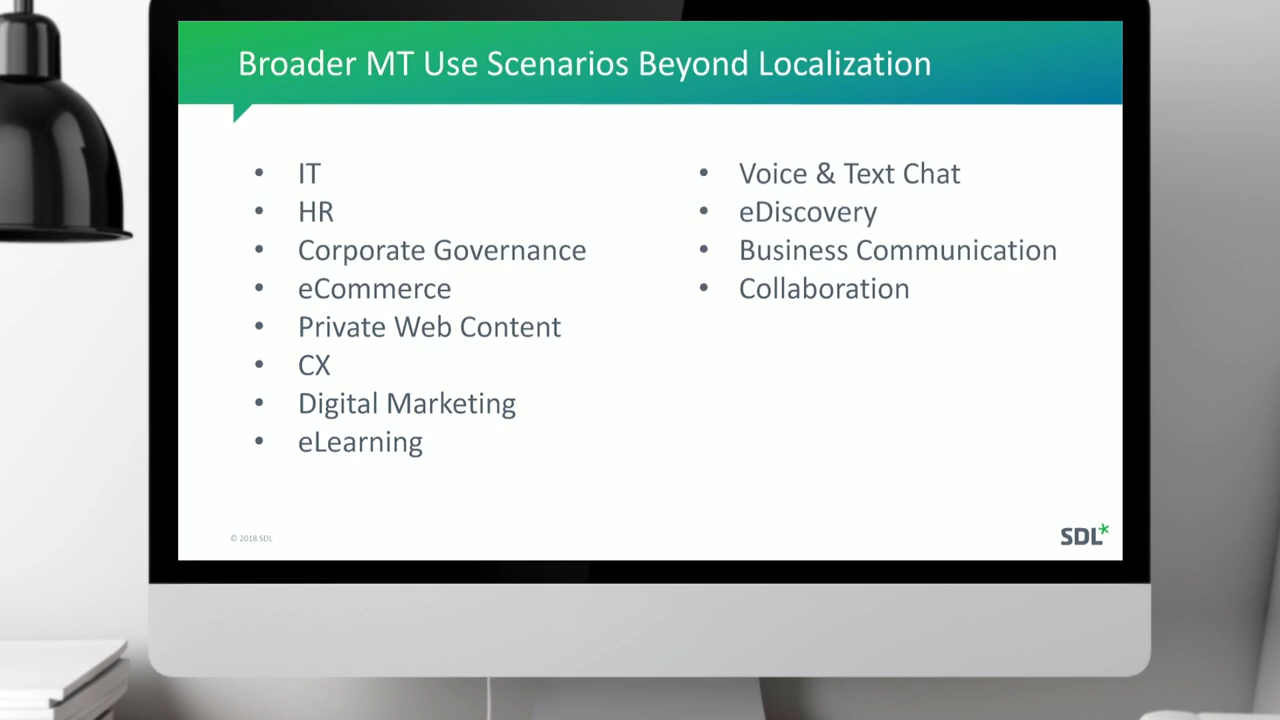 Broader MT Use Scenarios Beyond Localization
• IT
• HR
• Corporate Governance
• eCommerce
• Private Web Content
• CX
• Digital Marketing
• eLearning
• Voice & Text Chat
• eDiscovery
• Business Communication
• Collaboration
© 2018 SDL
SDL*